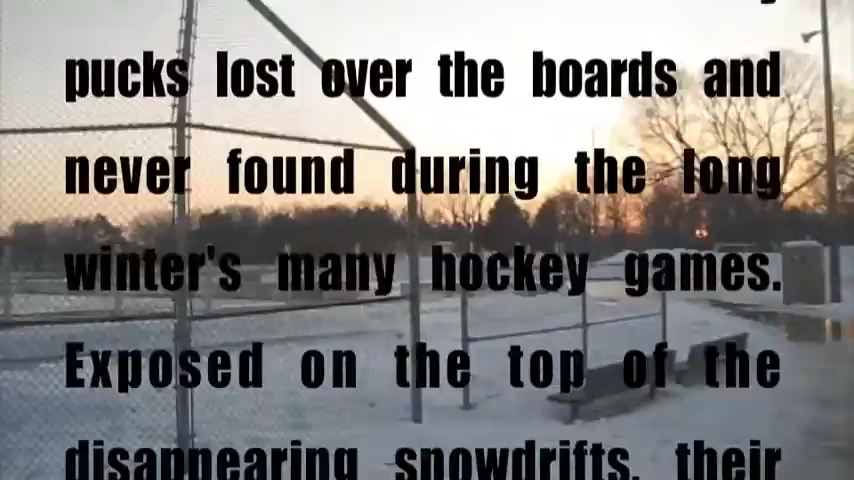 pucks lost over the boards and
never found during the long
winter's many hockey games.
Exposed on the top of the
disappearing snowdrifts, their